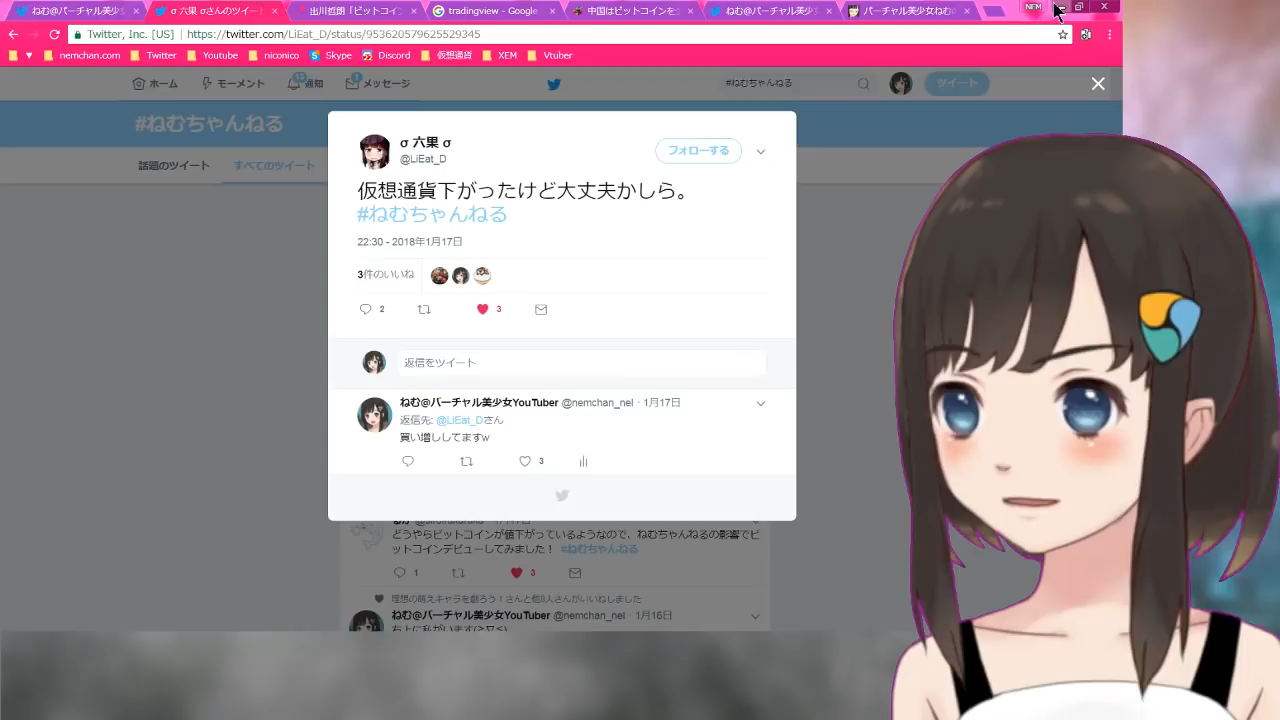 ねむ@バーチャル美少
σ 六果 σさんのツイート
出川哲朗「ビットコイン
tradingview - Google
中国はビットコインを
ねむ@バーチャル美少
バーチャル美少女ねむ
NEM
Twitter, Inc. [US]
https://twitter.com/LiEat_D/status/953620579625529345
nemchan.com
Twitter
Youtube
niconico
Skype
Discord
仮想通貨
XEM
Vtuber
ホーム
モーメント
通知
メッセージ
#ねむちゃんねる
ツイート
#ねむちゃんねる
話題のツイート
すべてのツイート
σ 六果 σ
@LiEat_D
フォローする
仮想通貨下がったけど大丈夫かしら。
#ねむちゃんねる
22:30 - 2018年1月17日
3件のいいね
2
3
返信をツイート
ねむ@バーチャル美少女YouTuber @nemchan_nel · 1月17日
返信先: @LiEat_Dさん
買い増ししてますw
3
どうやらビットコインが値下がっているようなので、ねむちゃんねるの影響でビ
ットコインデビューしてみました！ #ねむちゃんねる
1
3
理想の萌えキャラを創ろう！さんと他8人さんがいいねしました
ねむ@バーチャル美少女YouTuber @nemchan_nel · 1月16日
右上に私がいます(≧▽≦)